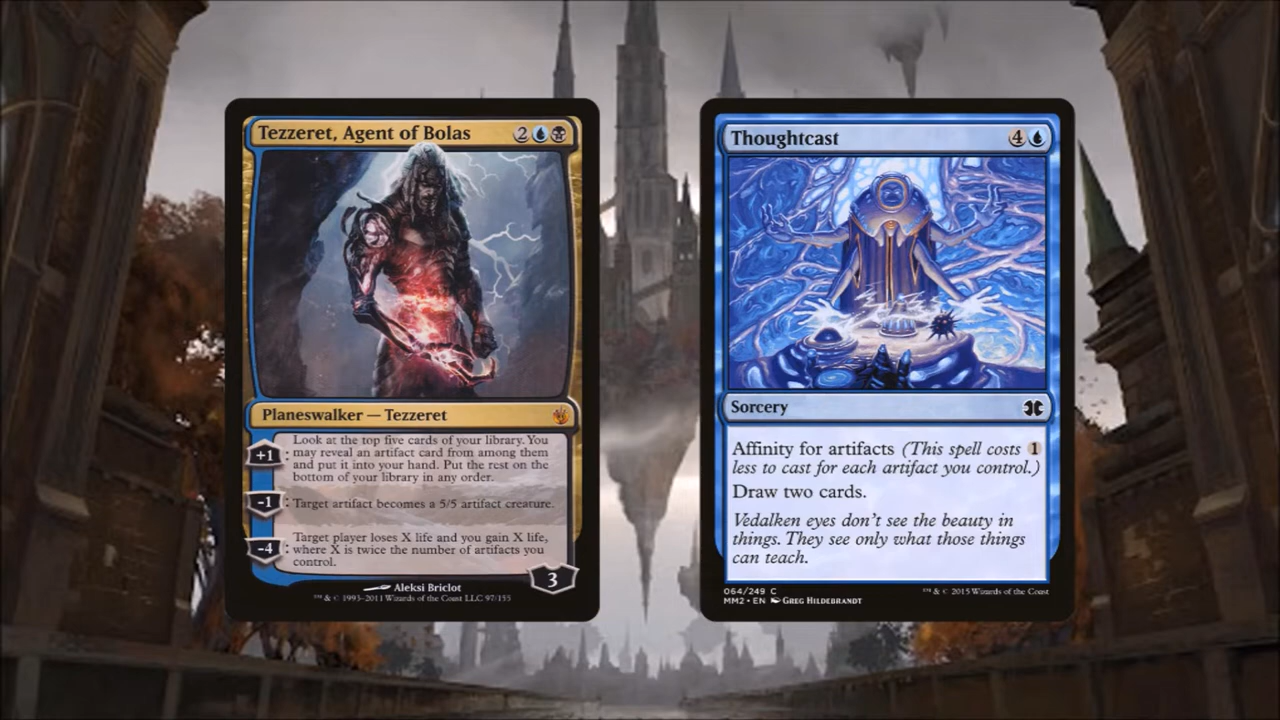 Tezzeret, Agent of Bolas 2
Planeswalker — Tezzeret
+1 : Look at the top five cards of your library. You
may reveal an artifact card from among them
and put it into your hand. Put the rest on the
bottom of your library in any order.
-1 : Target artifact becomes a 5/5 artifact creature.
-4 : Target player loses X life and you gain X life,
where X is twice the number of artifacts you
control.
3
Aleksi Briclot
™ & © 1993–2011 Wizards of the Coast LLC 97/155
Thoughtcast 4
Sorcery
Affinity for artifacts (This spell costs 1
less to cast for each artifact you control.)
Draw two cards.
Vedalken eyes don't see the beauty in
things. They see only what those things
can teach.
064/249 C
MM2 • EN Greg Hildebrandt
™ & © 2015 Wizards of the Coast